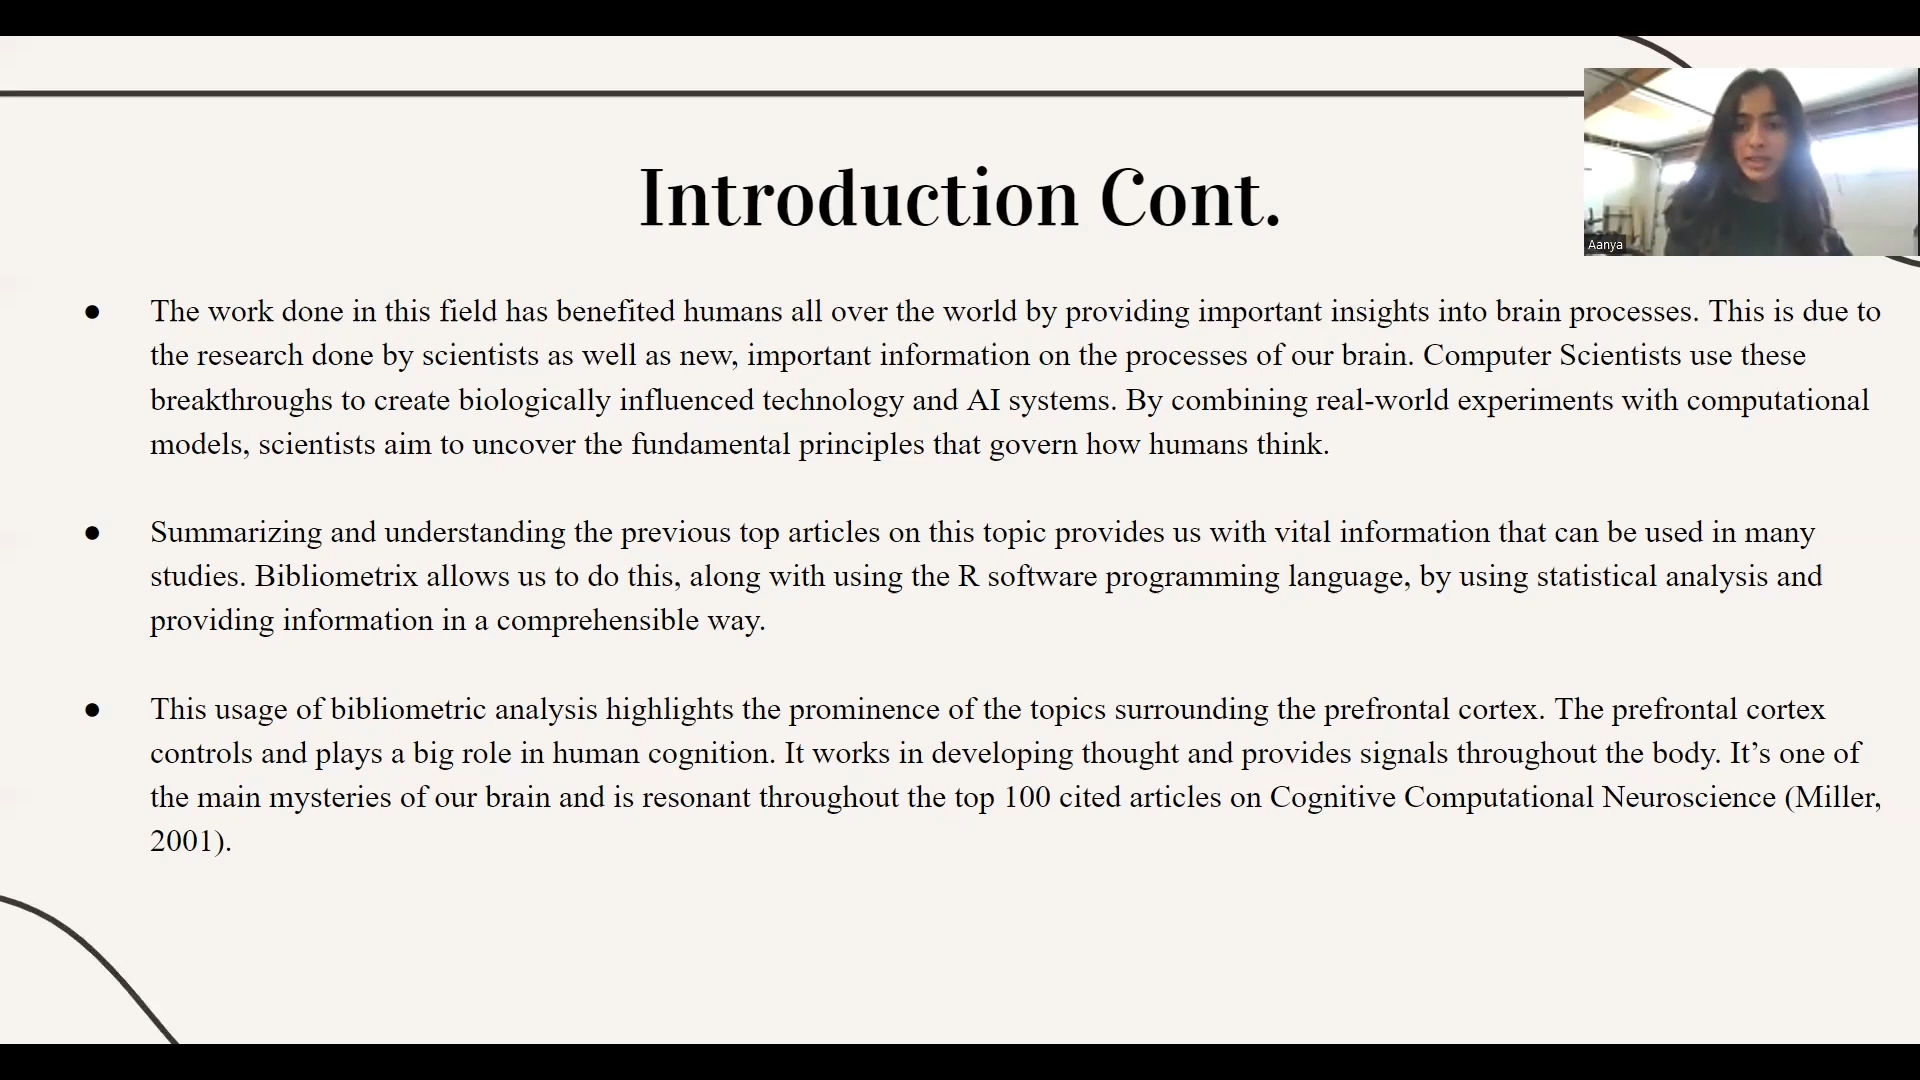 Introduction Cont.
Aanya
● The work done in this field has benefited humans all over the world by providing important insights into brain processes. This is due to
the research done by scientists as well as new, important information on the processes of our brain. Computer Scientists use these
breakthroughs to create biologically influenced technology and AI systems. By combining real-world experiments with computational
models, scientists aim to uncover the fundamental principles that govern how humans think.
● Summarizing and understanding the previous top articles on this topic provides us with vital information that can be used in many
studies. Bibliometrix allows us to do this, along with using the R software programming language, by using statistical analysis and
providing information in a comprehensible way.
● This usage of bibliometric analysis highlights the prominence of the topics surrounding the prefrontal cortex. The prefrontal cortex
controls and plays a big role in human cognition. It works in developing thought and provides signals throughout the body. It’s one of
the main mysteries of our brain and is resonant throughout the top 100 cited articles on Cognitive Computational Neuroscience (Miller,
2001).